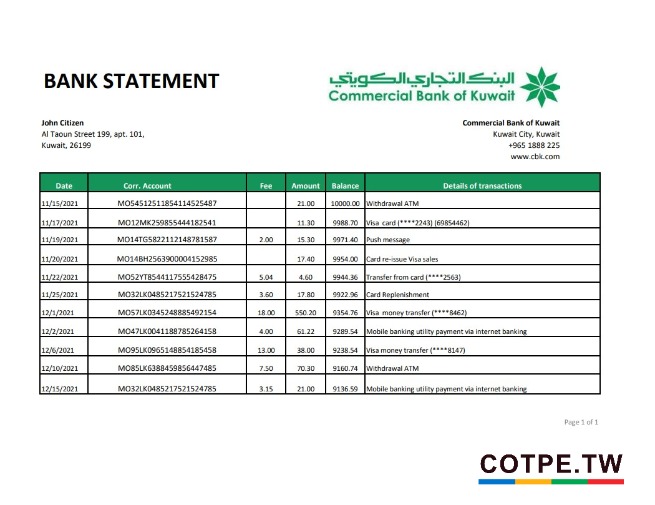 BANK STATEMENT
البنك التجاري الكويتي
Commercial Bank of Kuwait
John Citizen
Al Taoun Street 199, apt. 101,
Kuwait, 26199
Commercial Bank of Kuwait
Kuwait City, Kuwait
+965 1888 225
www.cbk.com
Date Corr. Account Fee Amount Balance Details of transactions
11/15/2021 MO54512511854114525487 21.00 10000.00 Withdrawal ATM
11/17/2021 MO12MK259855444182541 11.30 9988.70 Visa card (****2243) (69854462)
11/19/2021 MO14TG5822112148781587 2.00 15.30 9971.40 Push message
11/20/2021 MO14BH2563900004152985 17.40 9954.00 Card re-issue Visa sales
11/22/2021 MO52YT8544117555428475 5.04 4.60 9944.36 Transfer from card (****2563)
11/25/2021 MO32LK0485217521524785 3.60 17.80 9922.96 Card Replenishment
12/1/2021 MO57LK0345248885492154 18.00 550.20 9354.76 Visa money transfer (****8462)
12/2/2021 MO47LK0041188785264158 4.00 61.22 9289.54 Mobile banking utility payment via internet banking
12/6/2021 MO95LK0965148854185458 13.00 38.00 9238.54 Visa money transfer (****8147)
12/10/2021 MO85LK6388459856447485 7.50 70.30 9160.74 Withdrawal ATM
12/15/2021 MO32LK0485217521524785 3.15 21.00 9136.59 Mobile banking utility payment via internet banking
Page 1 of 1
COTPE.TW